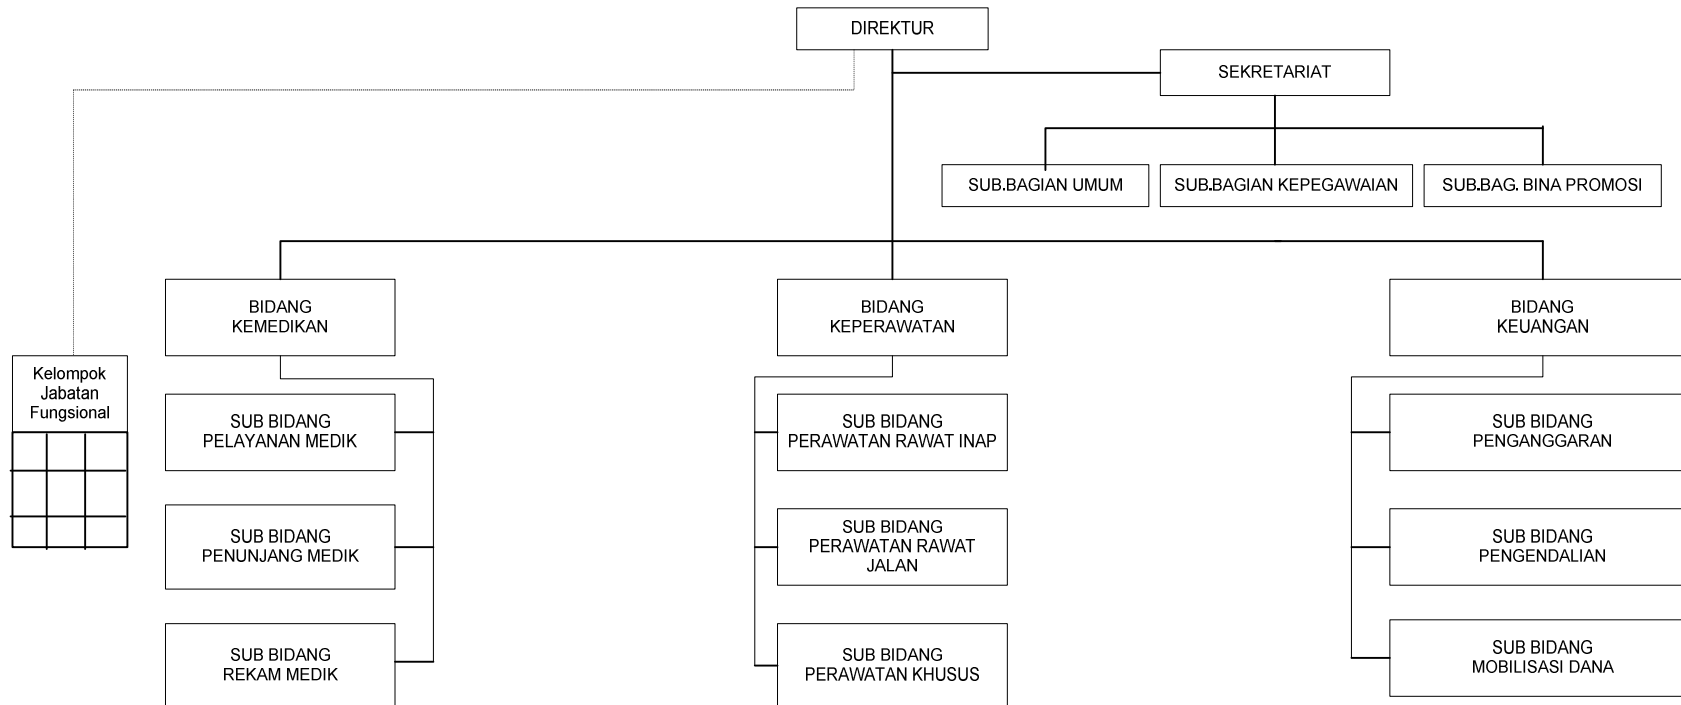 DIREKTUR
SEKRETARIAT
SUB.BAGIAN UMUM
SUB.BAGIAN KEPEGAWAIAN
SUB.BAG. BINA PROMOSI
BIDANG
KEMEDIKAN
BIDANG
KEPERAWATAN
BIDANG
KEUANGAN
Kelompok
Jabatan
Fungsional
SUB BIDANG
PELAYANAN MEDIK
SUB BIDANG
PERAWATAN RAWAT INAP
SUB BIDANG
PENGANGGARAN
SUB BIDANG
PENUNJANG MEDIK
SUB BIDANG
PERAWATAN RAWAT
JALAN
SUB BIDANG
PENGENDALIAN
SUB BIDANG
REKAM MEDIK
SUB BIDANG
PERAWATAN KHUSUS
SUB BIDANG
MOBILISASI DANA